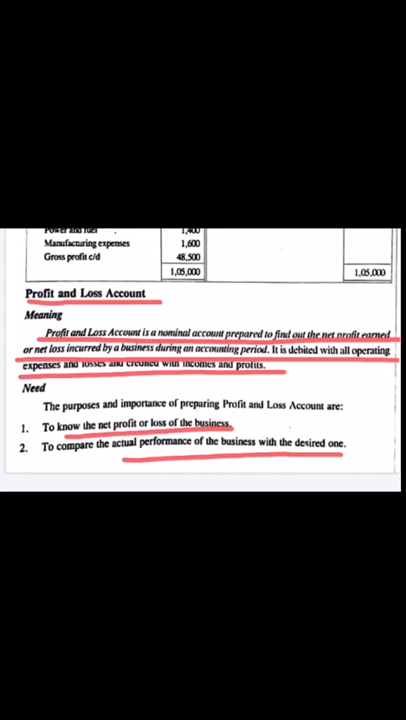 Power and fuel 1,400
Manufacturing expenses 1,600
Gross profit c/d 48,500
1,05,000 1,05,000
Profit and Loss Account
Meaning
Profit and Loss Account is a nominal account prepared to find out the net profit earned
or net loss incurred by a business during an accounting period. It is debited with all operating
expenses and losses and credited with incomes and profits.
Need
The purposes and importance of preparing Profit and Loss Account are:
1. To know the net profit or loss of the business.
2. To compare the actual performance of the business with the desired one.